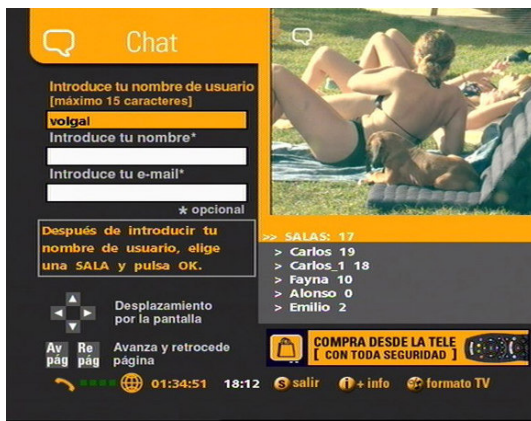 Chat
Introduce tu nombre de usuario
[máximo 15 caracteres]
volgal
Introduce tu nombre*
Introduce tu e-mail*
* opcional
Después de introducir tu
nombre de usuario, elige
una SALA y pulsa OK.
>> SALAS: 17
> Carlos 19
> Carlos_1 18
> Fayna 10
> Alonso 0
> Emilio 2
Desplazamiento
por la pantalla
Av pág
Re pág
Avanza y retrocede
página
COMPRA DESDE LA TELE
[ CON TODA SEGURIDAD ]
01:34:51 18:12 S salir i + info formato TV